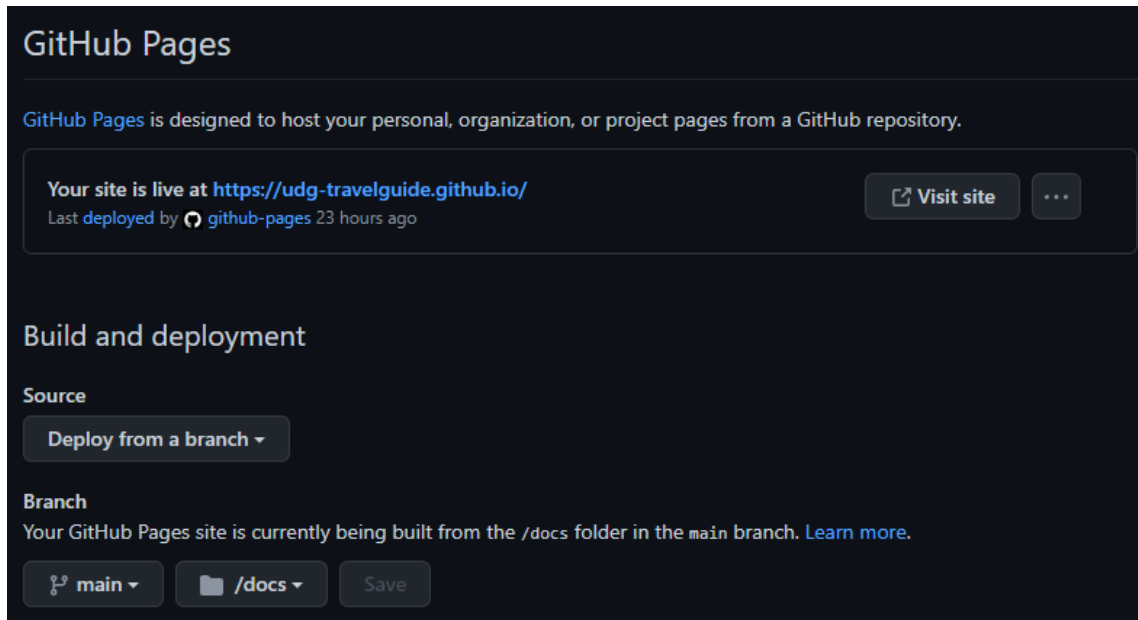 GitHub Pages
GitHub Pages is designed to host your personal, organization, or project pages from a GitHub repository.
Your site is live at https://udg-travelguide.github.io/
Visit site
Last deployed by github-pages 23 hours ago
Build and deployment
Source
Deploy from a branch
Branch
Your GitHub Pages site is currently being built from the /docs folder in the main branch. Learn more.
main /docs Save